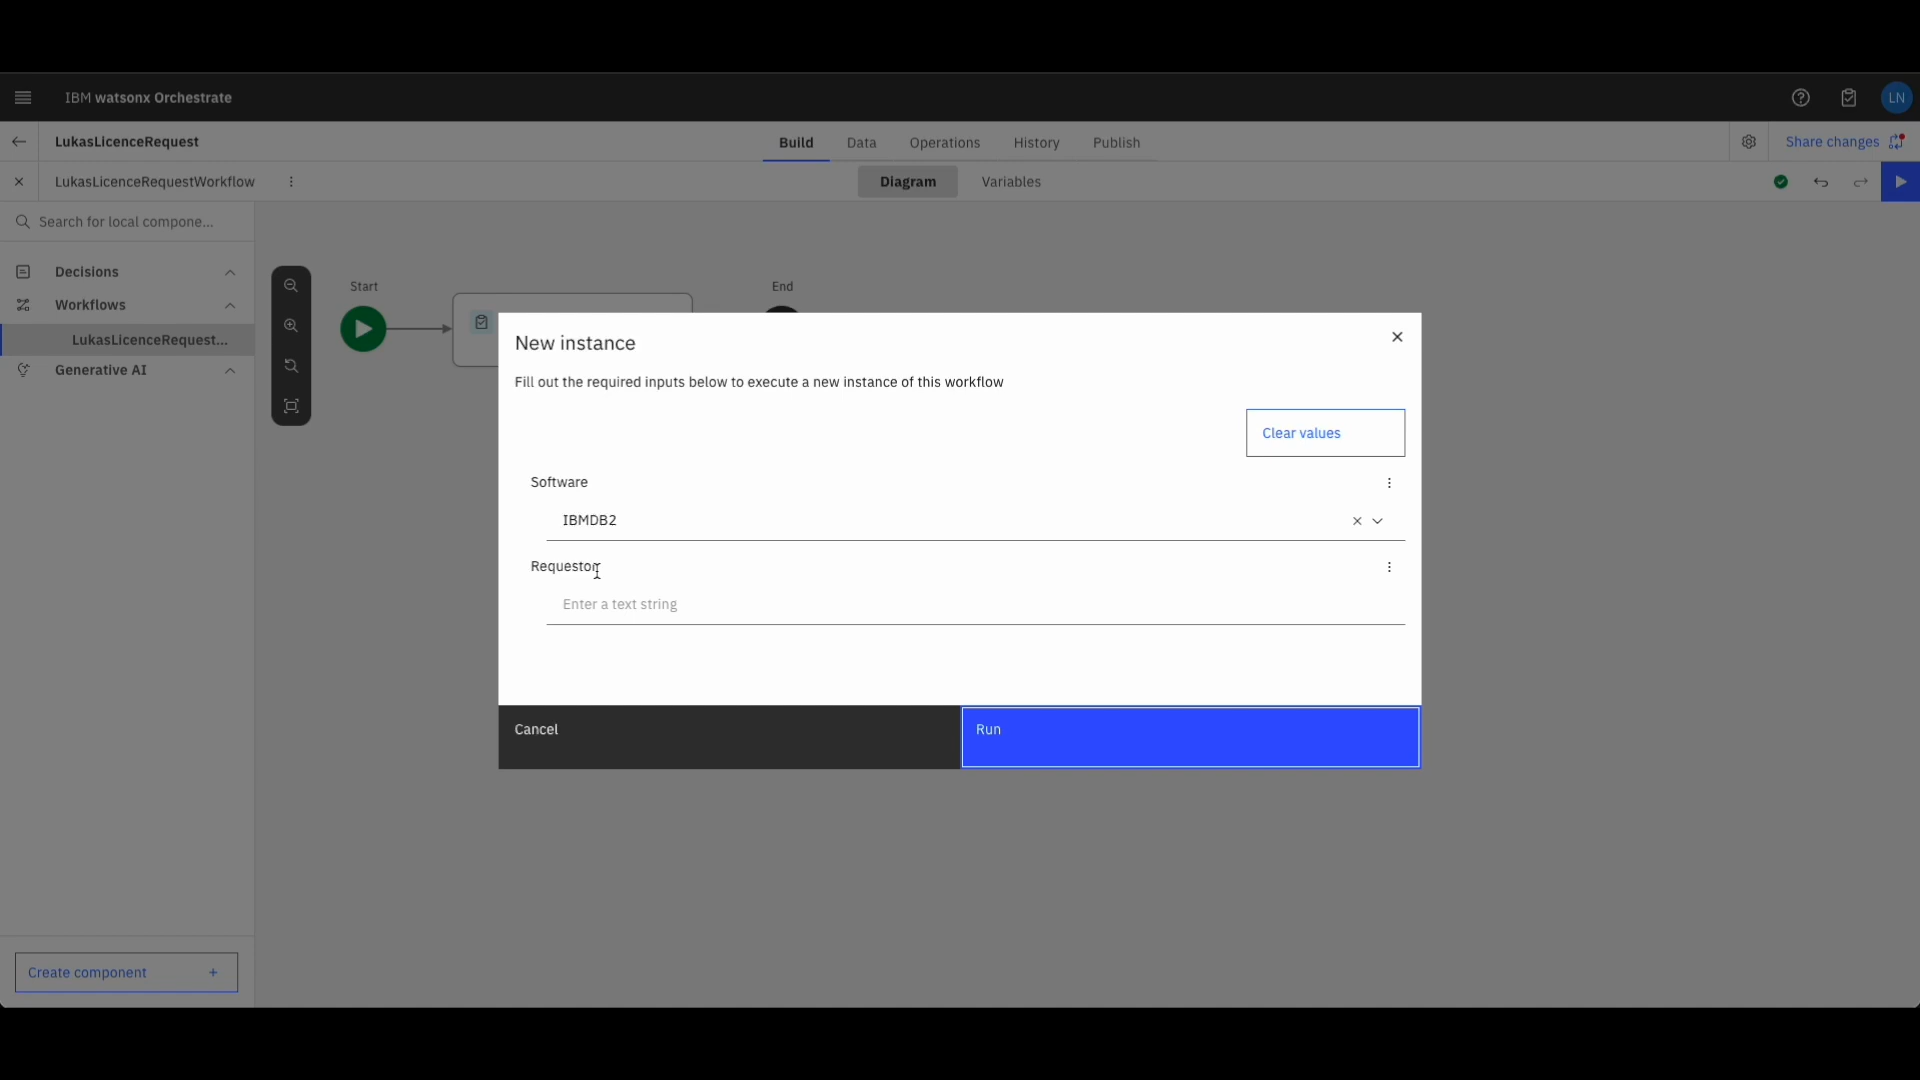 IBM watsonx Orchestrate
LN
LukasLicenceRequest
Build
Data
Operations
History
Publish
Share changes
LukasLicenceRequestWorkflow
Diagram
Variables
Search for local compone...
Decisions
Workflows
LukasLicenceRequest...
Generative AI
Start
End
New instance
Fill out the required inputs below to execute a new instance of this workflow
Clear values
Software
IBMDB2
Requestor
Enter a text string
Cancel
Run
Create component +